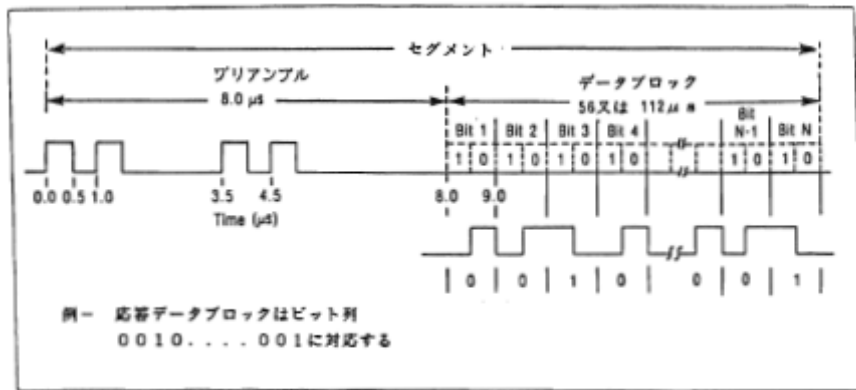 セグメント
プリアンブル
8.0 μs
データブロック
56又は 112μs
Bit 1 Bit 2 Bit 3 Bit 4 Bit N-1 Bit N
1 0 1 0 1 0 1 0 1 0 1 0
0.0 0.5 1.0 3.5 4.5 8.0 9.0
Time (μs)
0 0 1 0 0 0 1
例ー 応答データブロックはビット列
0010....001に対応する